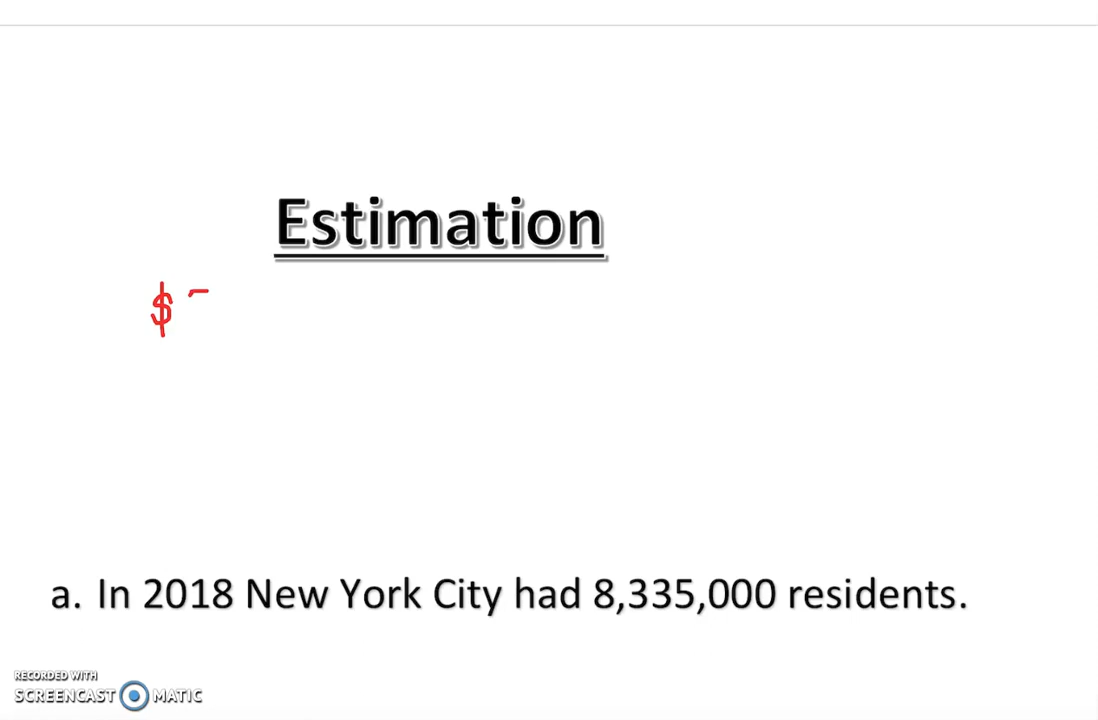 Estimation
$
a. In 2018 New York City had 8,335,000 residents.
RECORDED WITH
SCREENCAST MATIC